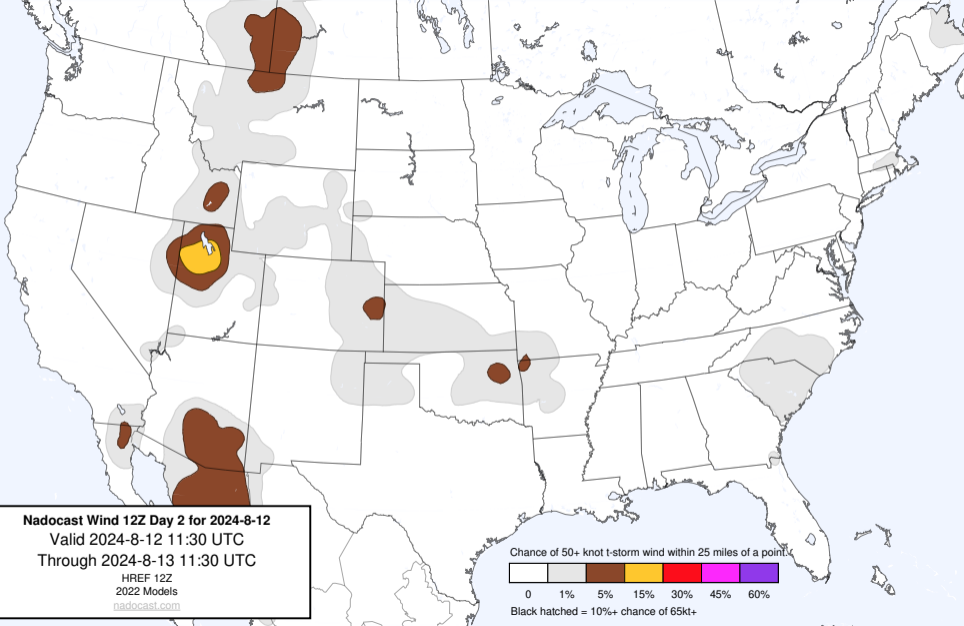 Nadocast Wind 12Z Day 2 for 2024-8-12
Valid 2024-8-12 11:30 UTC
Through 2024-8-13 11:30 UTC
HREF 12Z
2022 Models
nadocast.com
Chance of 50+ knot t-storm wind within 25 miles of a point.
0 1% 5% 15% 30% 45% 60%
Black hatched = 10%+ chance of 65kt+